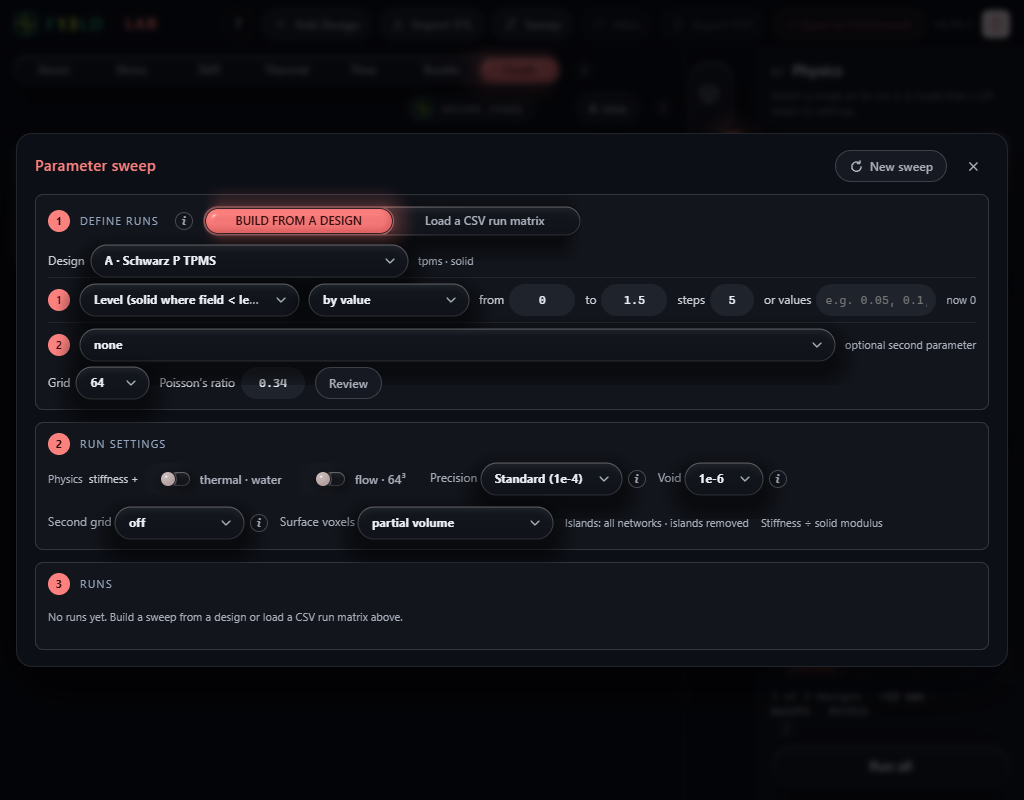 Parameter sweep
New sweep
1 DEFINE RUNS i BUILD FROM A DESIGN Load a CSV run matrix
Design A · Schwarz P TPMS tpms · solid
1 Level (solid where field < le... by value from 0 to 1.5 steps 5 or values e.g. 0.05, 0.1, now 0
2 none optional second parameter
Grid 64 Poisson's ratio 0.34 Review
2 RUN SETTINGS
Physics stiffness + thermal · water flow · 64³ Precision Standard (1e-4) i Void 1e-6 i
Second grid off i Surface voxels partial volume Islands: all networks · islands removed Stiffness ÷ solid modulus
3 RUNS
No runs yet. Build a sweep from a design or load a CSV run matrix above.
Run all